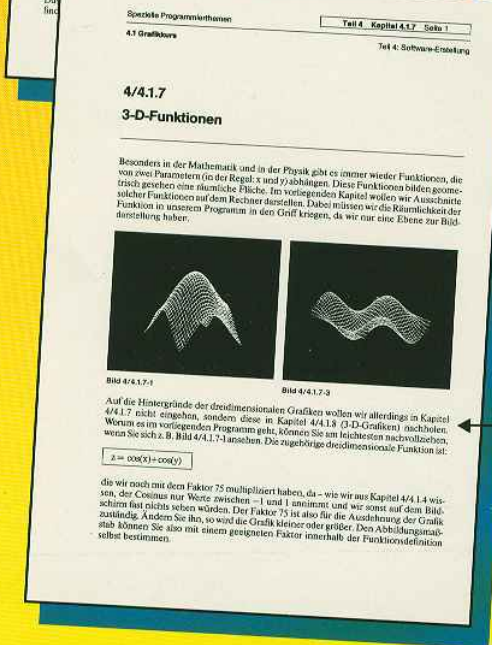 Spezielle Programmierthemen
Teil 4 Kapitel 4.1.7 Seite 1
4.1 Grafikkurs
Teil 4: Software-Erstellung
4/4.1.7
3-D-Funktionen
Besonders in der Mathematik und in der Physik gibt es immer wieder Funktionen, die
von zwei Parametern (in der Regel: x und y) abhängen. Diese Funktionen bilden geome-
trisch gesehen eine räumliche Fläche. Im vorliegenden Kapitel wollen wir Ausschnitte
solcher Funktionen auf dem Rechner darstellen. Dabei müssen wir die Räumlichkeit der
Funktion in unserem Programm in den Griff kriegen, da wir nur eine Ebene zur Bild-
darstellung haben.
Bild 4/4.1.7-1
Bild 4/4.1.7-3
Auf die Hintergründe der dreidimensionalen Grafiken wollen wir allerdings in Kapitel
4/4.1.7 nicht eingehen, sondern diese in Kapitel 4/4.1.8 (3-D-Grafiken) nachholen.
Worum es im vorliegenden Programm geht, können Sie am leichtesten nachvollziehen,
wenn Sie sich z. B. Bild 4/4.1.7-1 ansehen. Die zugehörige dreidimensionale Funktion ist:
z = cos(x)+cos(y)
die wir noch mit dem Faktor 75 multipliziert haben, da – wie wir aus Kapitel 4/4.1.4 wis-
sen, der Cosinus nur Werte zwischen –1 und 1 annimmt und wir sonst auf dem Bild-
schirm fast nichts sehen würden. Der Faktor 75 ist also für die Ausdehnung der Grafik
zuständig. Ändern Sie ihn, so wird die Grafik kleiner oder größer. Den Abbildungsmaß-
stab können Sie also mit einem geeigneten Faktor innerhalb der Funktionsdefinition
selbst bestimmen.